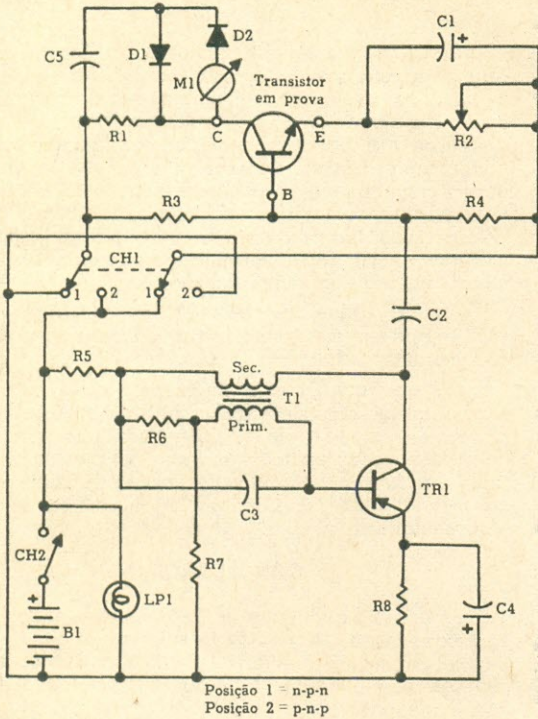 C1
+
D2
C5
D1
M1
Transistor
em prova
R1
C
E
R2
B
R3
R4
CH1
1
2
1
2
C2
R5
Sec.
T1
R6
Prim.
C3
TR1
CH2
R7
LP1
R8
C4
+
B1
+
-
Posição 1 = n-p-n
Posição 2 = p-n-p